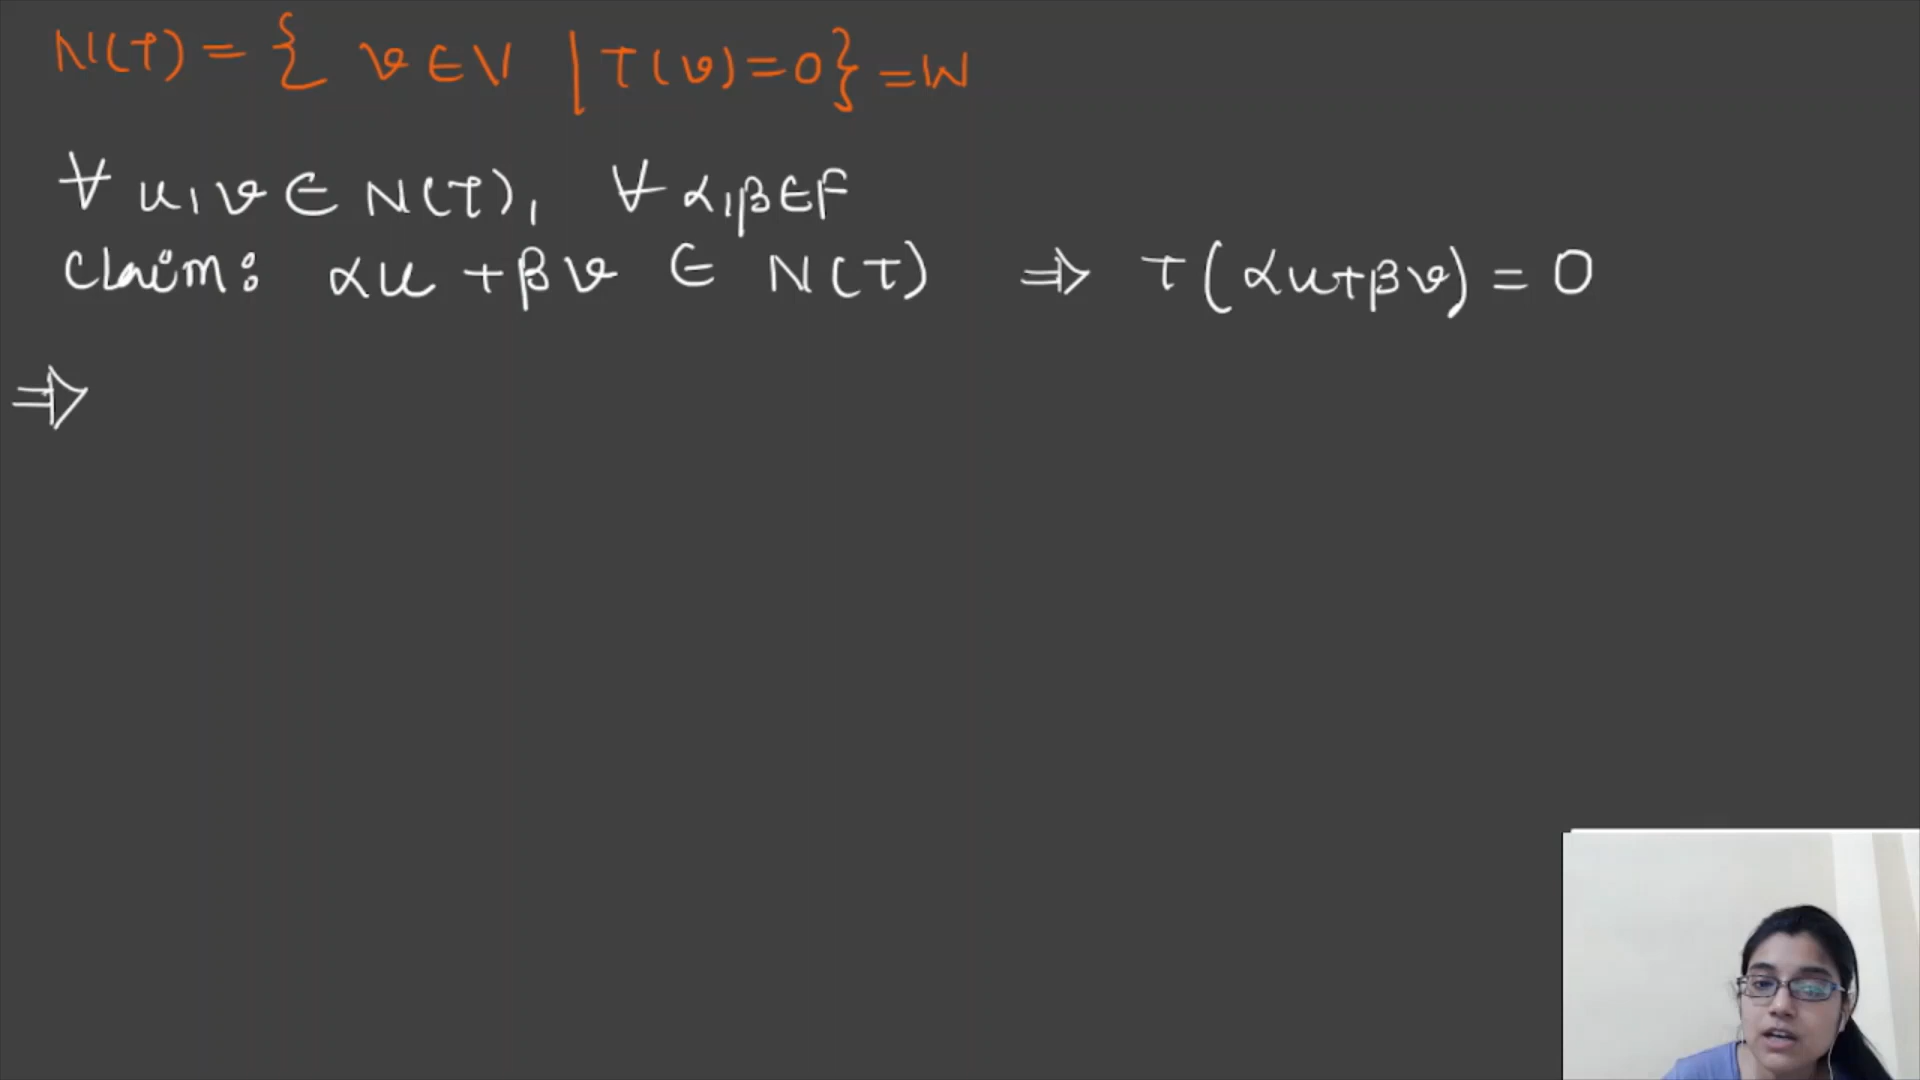 N(T) = { v ∈ V | T(v) = 0 } = W
∀ u, v ∈ N(T), ∀ α, β ∈ F
Claim: αu + βv ∈ N(T) ⇒ T(αu+βv) = 0
⇒